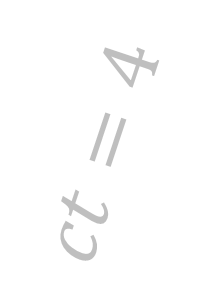 ct = 4